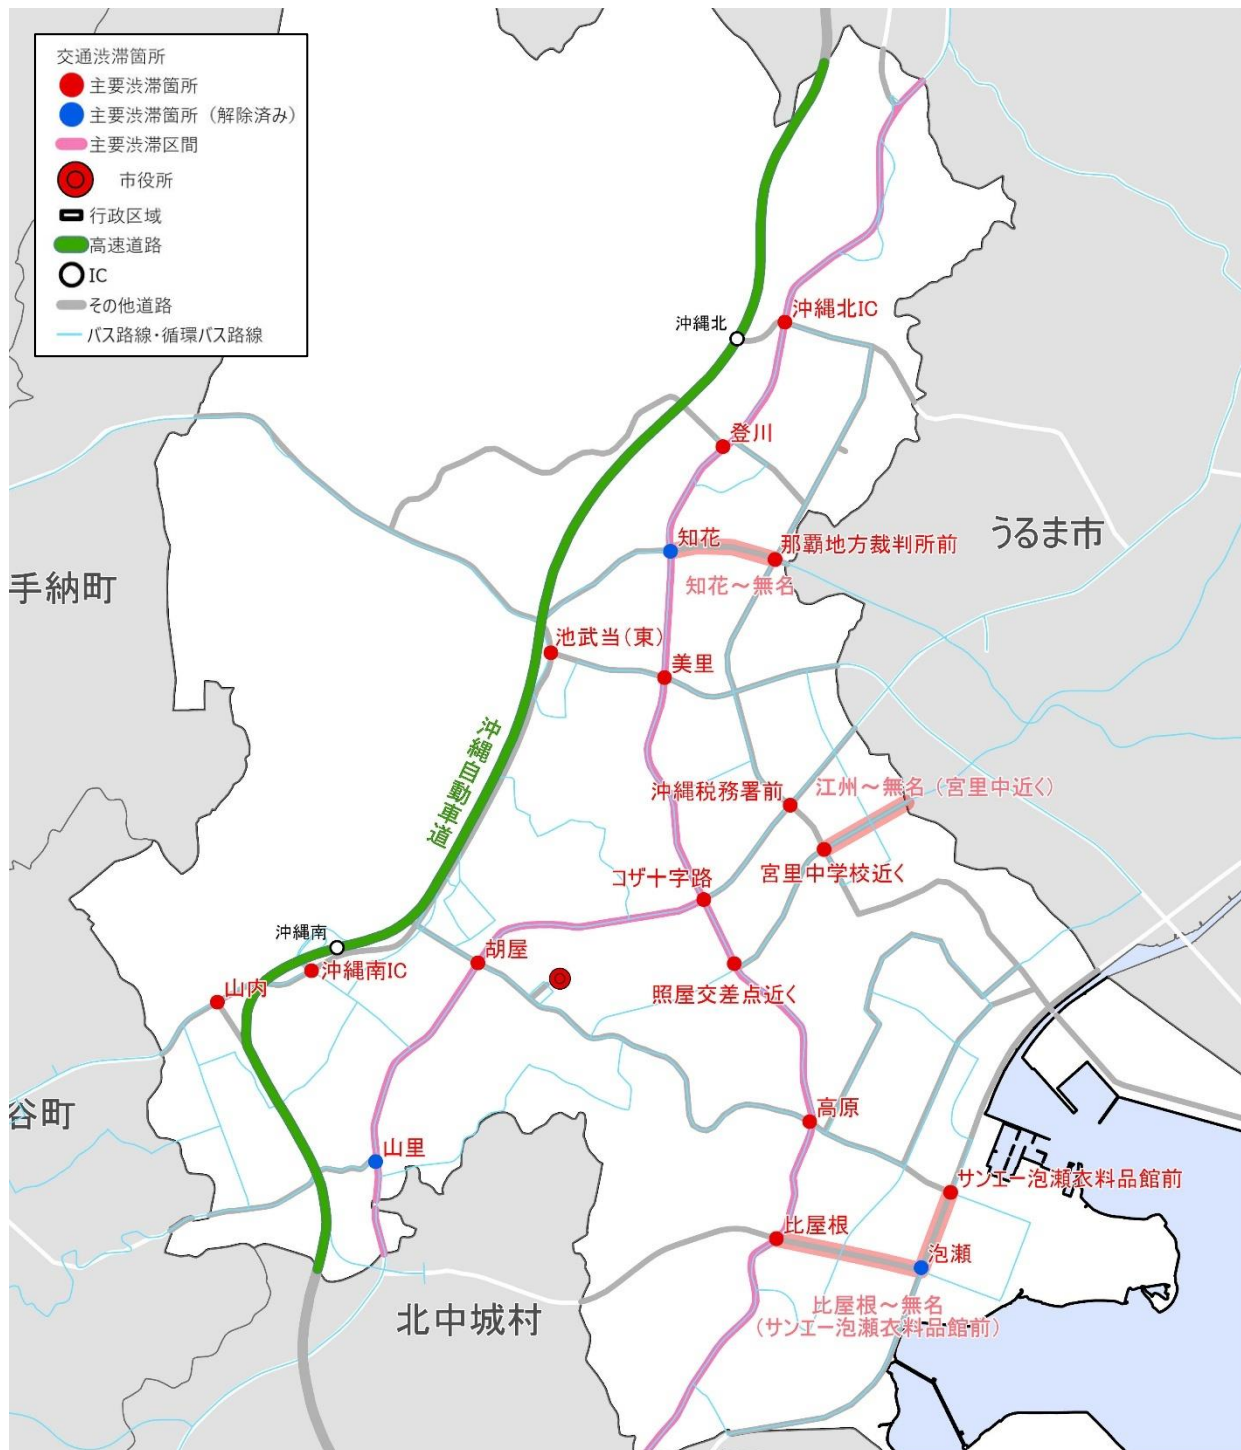 交通渋滞箇所
主要渋滞箇所
主要渋滞箇所（解除済み）
主要渋滞区間
市役所
行政区域
高速道路
IC
その他道路
バス路線・循環バス路線
沖縄北IC
沖縄北
登川
うるま市
知花
那覇地方裁判所前
手納町
知花～無名
池武当（東）
美里
沖縄自動車道
沖縄税務署前
江州～無名（宮里中近く）
宮里中学校近く
コザ十字路
沖縄南
胡屋
沖縄南IC
山内
照屋交差点近く
谷町
高原
山里
サンエー泡瀬衣料品館前
比屋根
泡瀬
北中城村
比屋根～無名
（サンエー泡瀬衣料品館前）